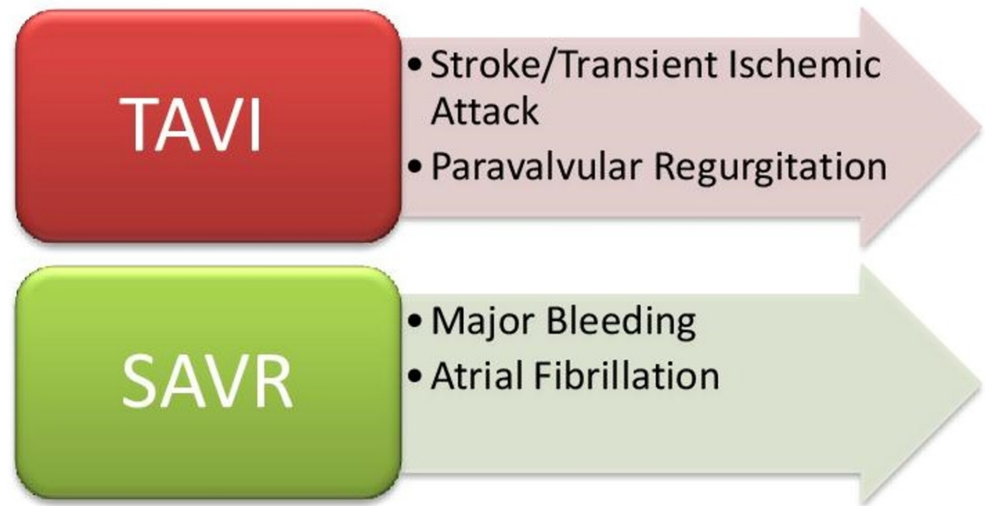 TAVI
• Stroke/Transient Ischemic
Attack
• Paravalvular Regurgitation
SAVR
• Major Bleeding
• Atrial Fibrillation